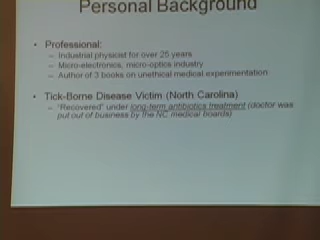 Personal Background
• Professional:
– Industrial physicist for over 25 years
– Micro-electronics, micro-optics industry
– Author of 3 books on unethical medical experimentation
• Tick-Borne Disease Victim (North Carolina)
– "Recovered" under long-term antibiotics treatment (doctor was
put out of business by the NC medical boards)